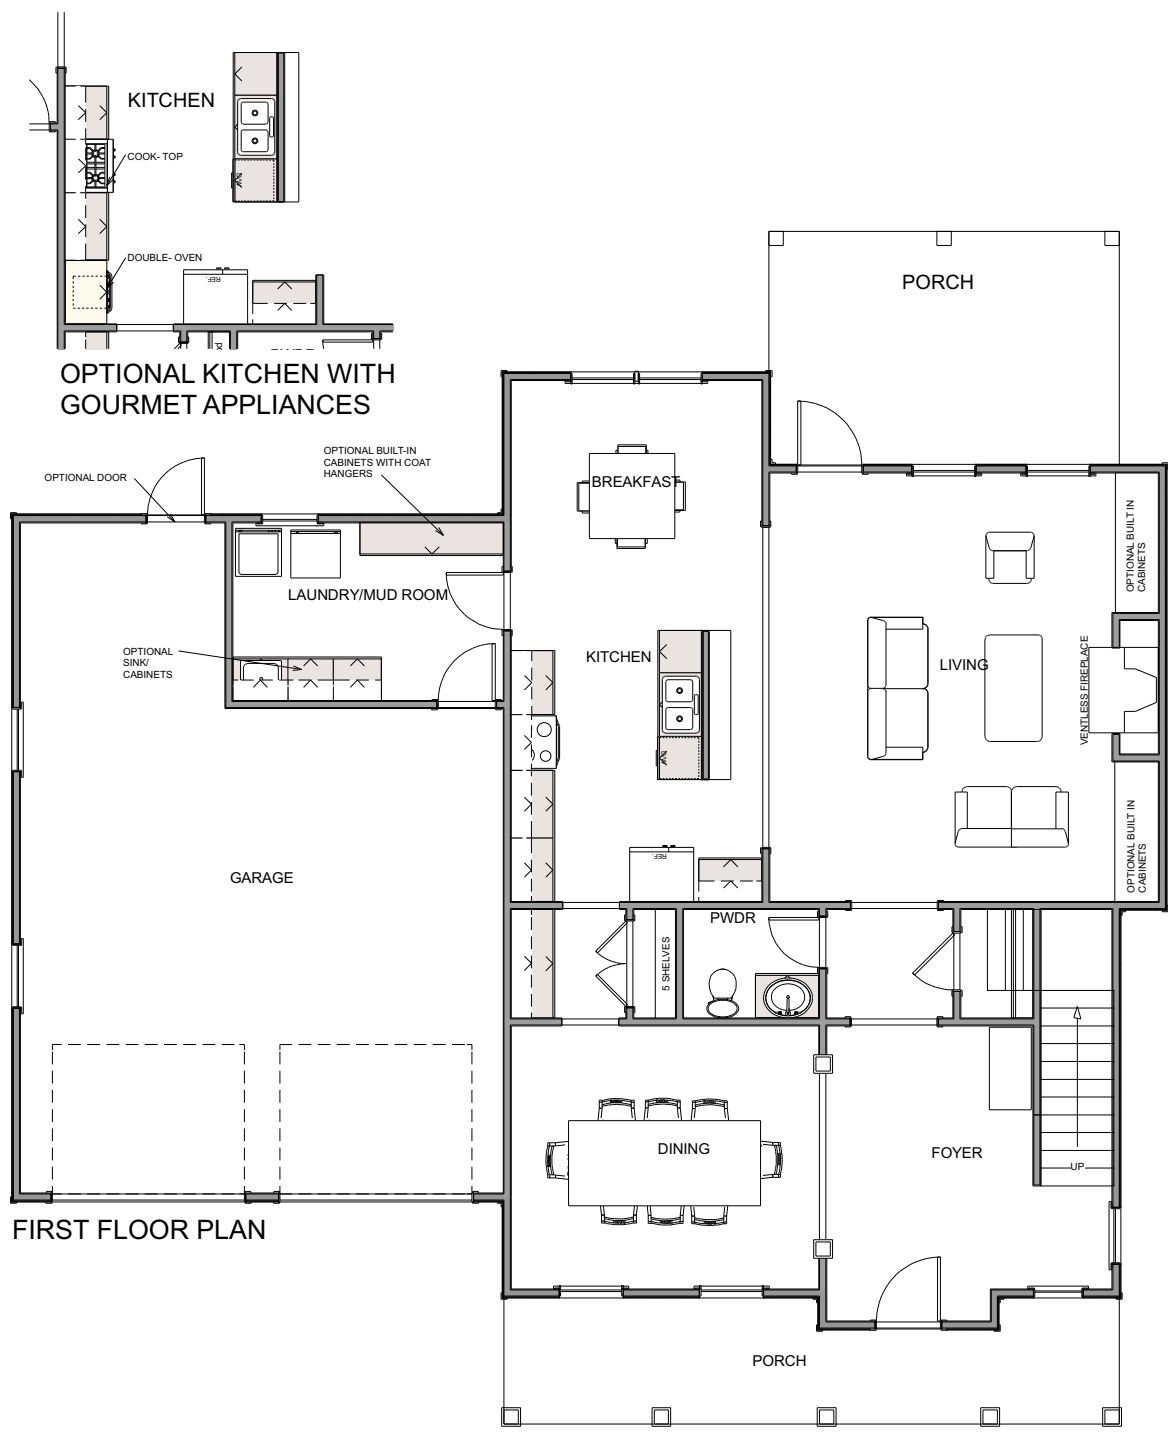 KITCHEN
COOK- TOP
DOUBLE- OVEN
REF.
OPTIONAL KITCHEN WITH
GOURMET APPLIANCES
PORCH
OPTIONAL DOOR
OPTIONAL BUILT-IN
CABINETS WITH COAT
HANGERS
BREAKFAST
LAUNDRY/MUD ROOM
OPTIONAL
SINK/
CABINETS
KITCHEN
LIVING
OPTIONAL BUILT IN
CABINETS
VENTLESS FIREPLACE
OPTIONAL BUILT IN
CABINETS
GARAGE
REF.
PWDR
5 SHELVES
DINING
FOYER
UP
FIRST FLOOR PLAN
PORCH